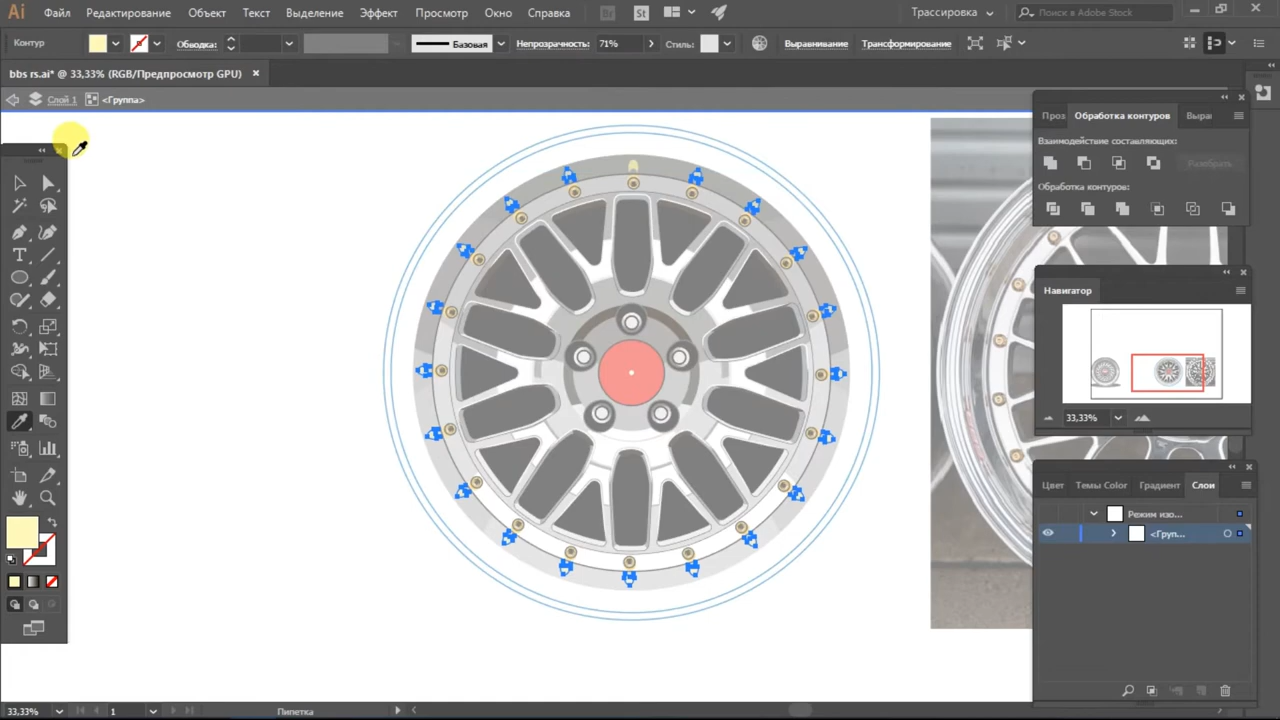 Ai Файл Редактирование Объект Текст Выделение Эффект Просмотр Окно Справка Br St Трассировка Поиск в Adobe Stock
Контур Обводка: Базовая Непрозрачность: 71% Стиль: Выравнивание Трансформирование
bbs rs.ai* @ 33,33% (RGB/Предпросмотр GPU)
Слой 1 <Группа>
Проз Обработка контуров Выра
Взаимодействие составляющих:
Разобрать
Обработка контуров:
Навигатор
33,33%
Цвет Темы Color Градиент Слои
Режим изо...
<Груп...
33,33% 1 Пипетка